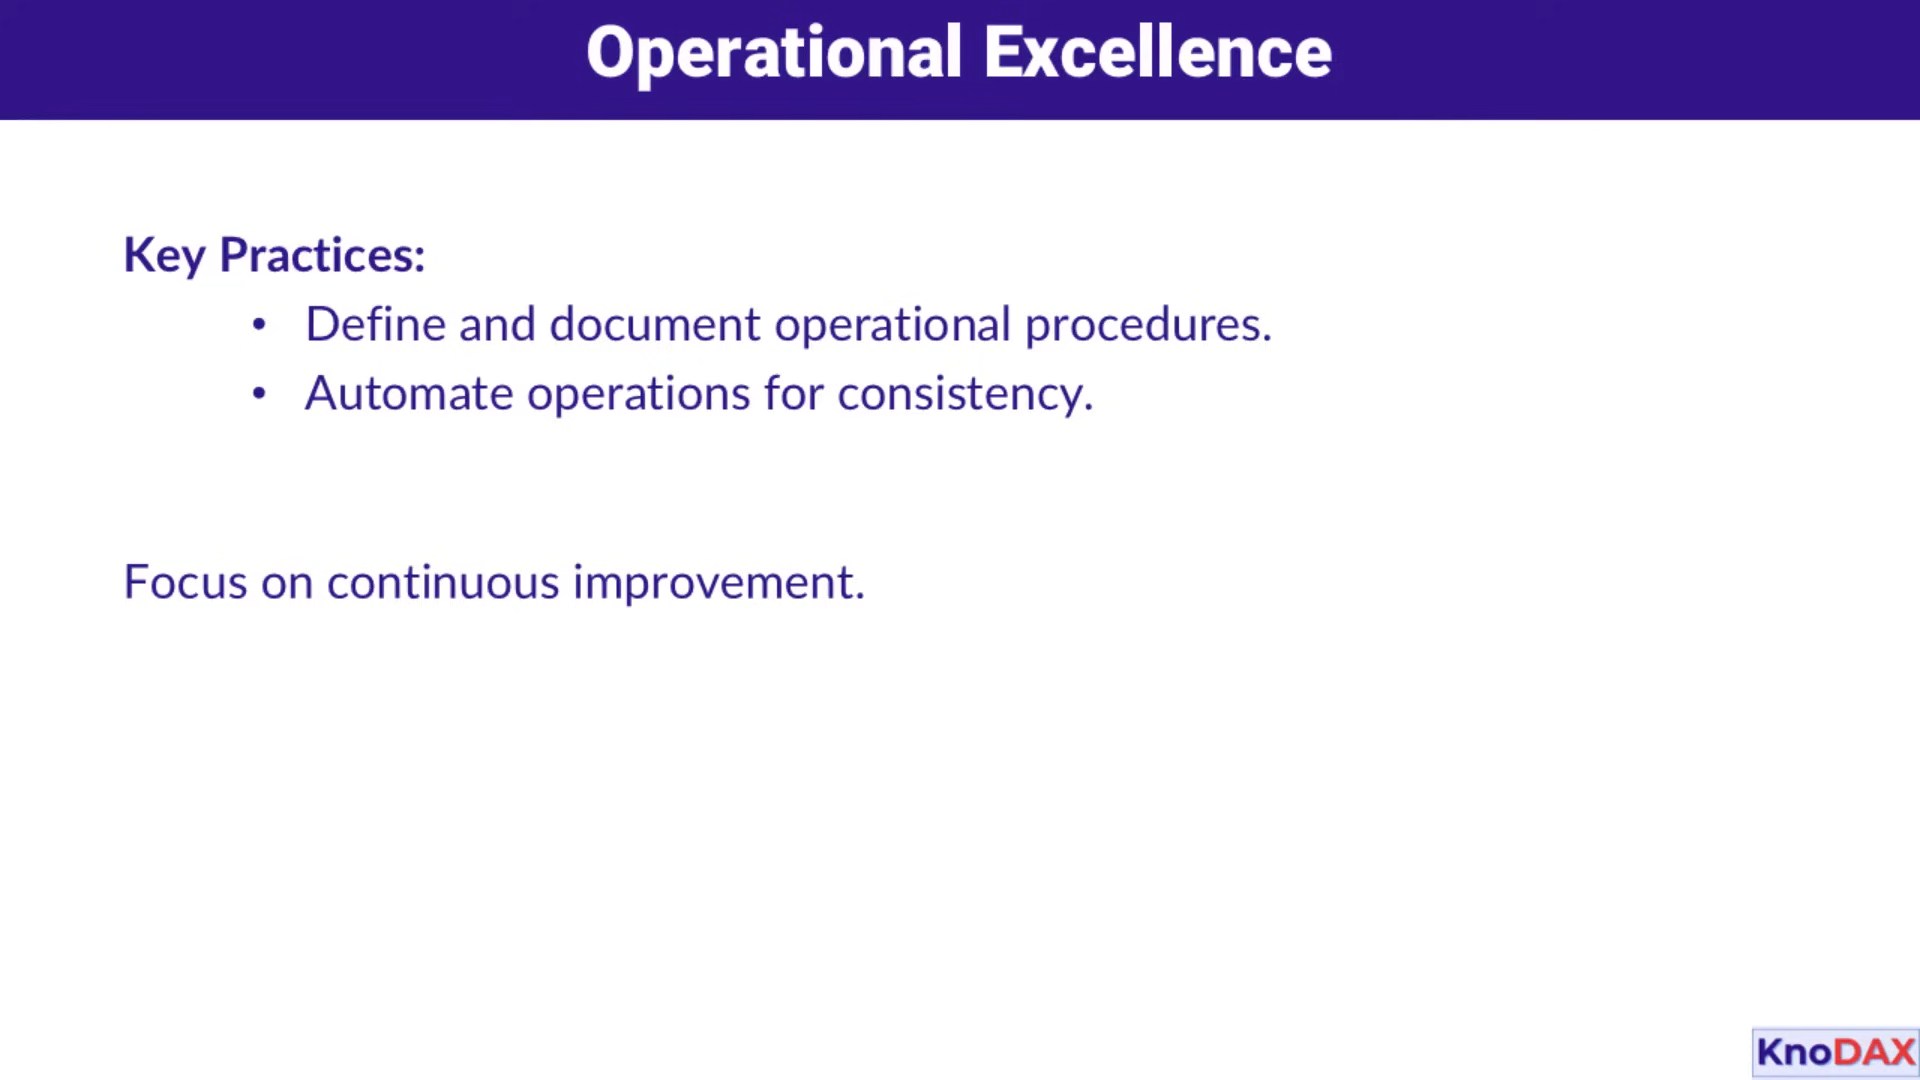 Operational Excellence
Key Practices:
• Define and document operational procedures.
• Automate operations for consistency.
Focus on continuous improvement.
KnoDAX